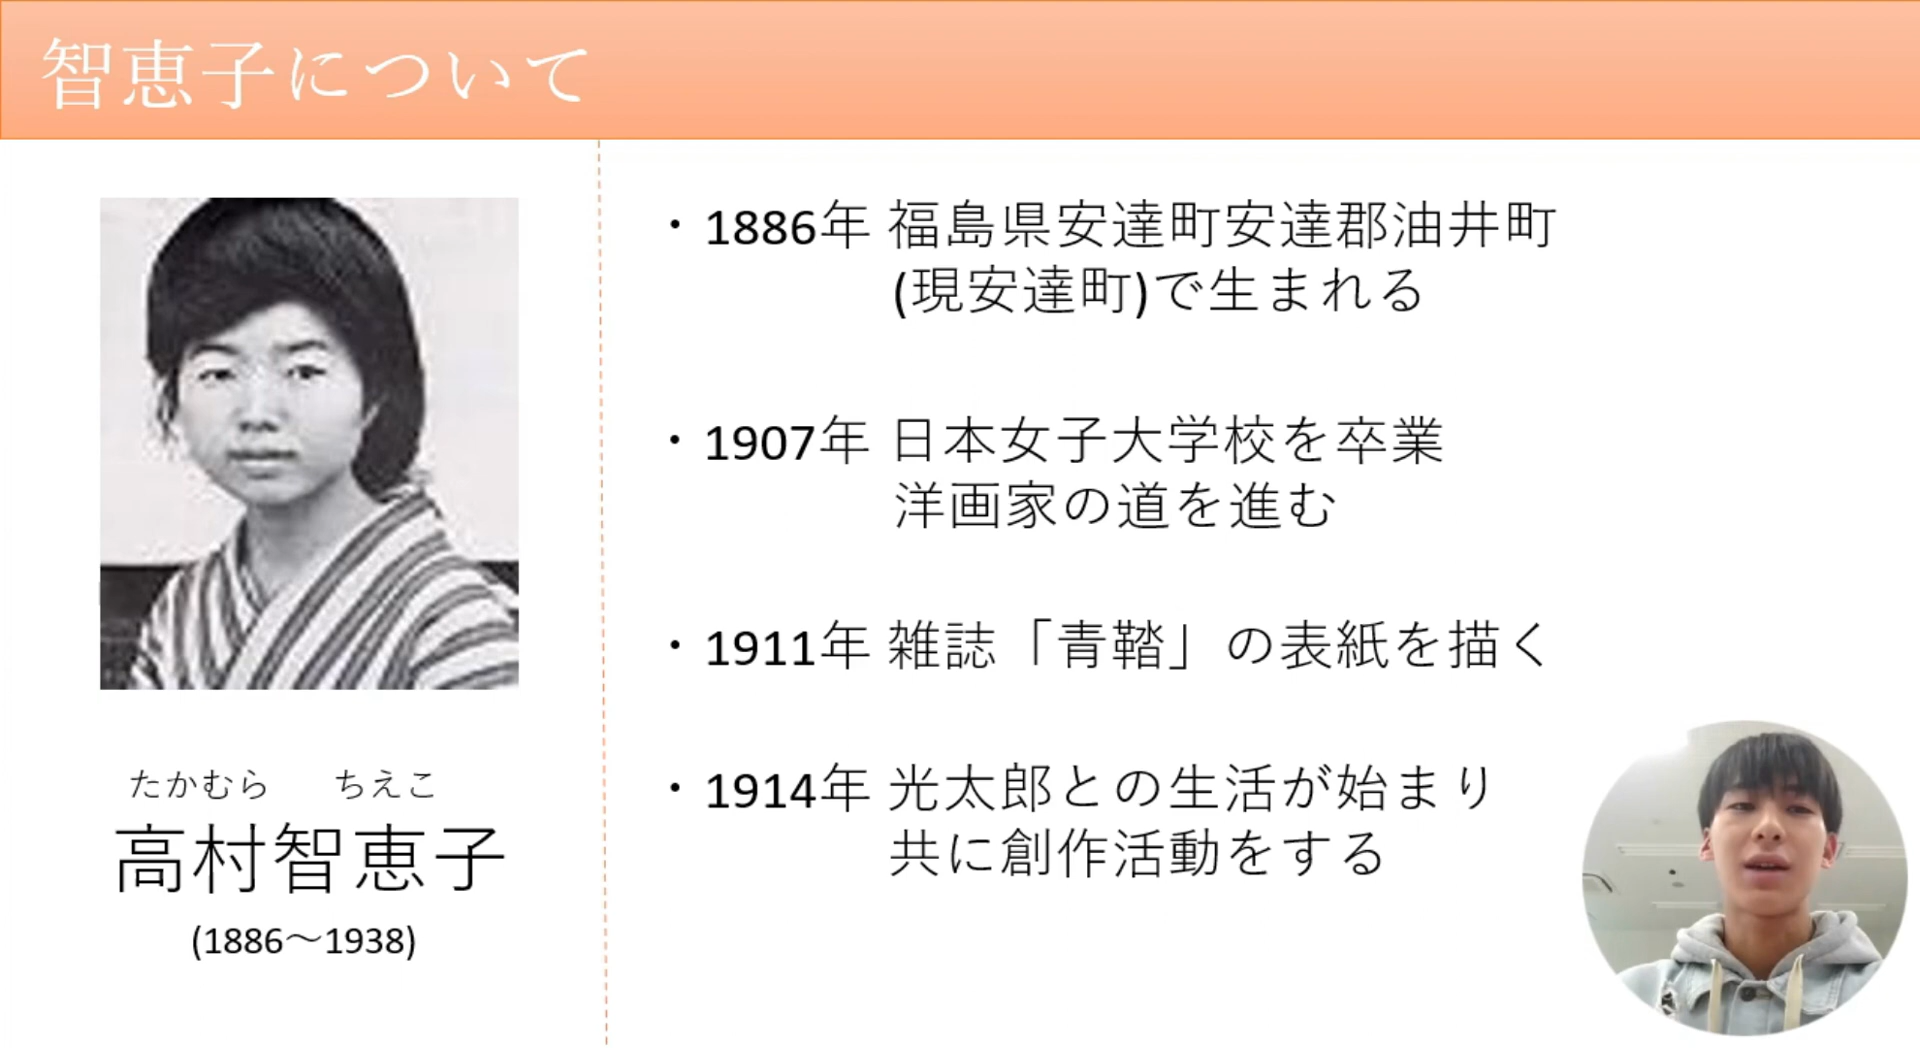 智恵子について
たかむら ちえこ
高村智恵子
(1886～1938)
・1886年 福島県安達町安達郡油井町
(現安達町)で生まれる
・1907年 日本女子大学校を卒業
洋画家の道を進む
・1911年 雑誌「青鞜」の表紙を描く
・1914年 光太郎との生活が始まり
共に創作活動をする